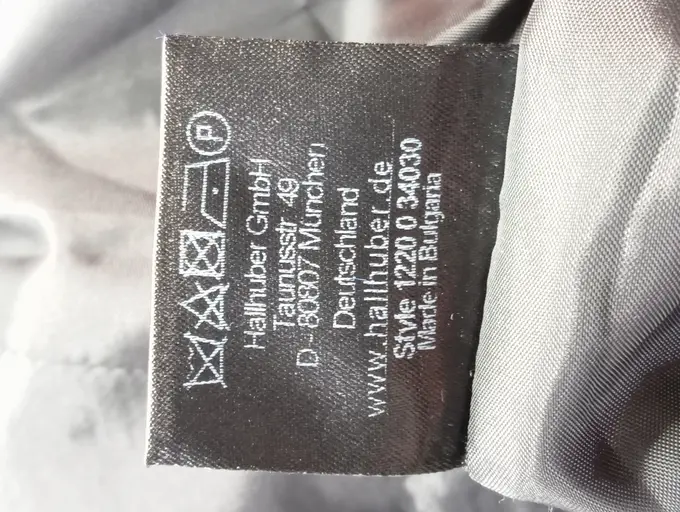 P
Hallhuber GmbH
Taunusstr. 49
D - 80807 München
Deutschland
www.hallhuber.de
Style 1220 0 34030
Made in Bulgaria